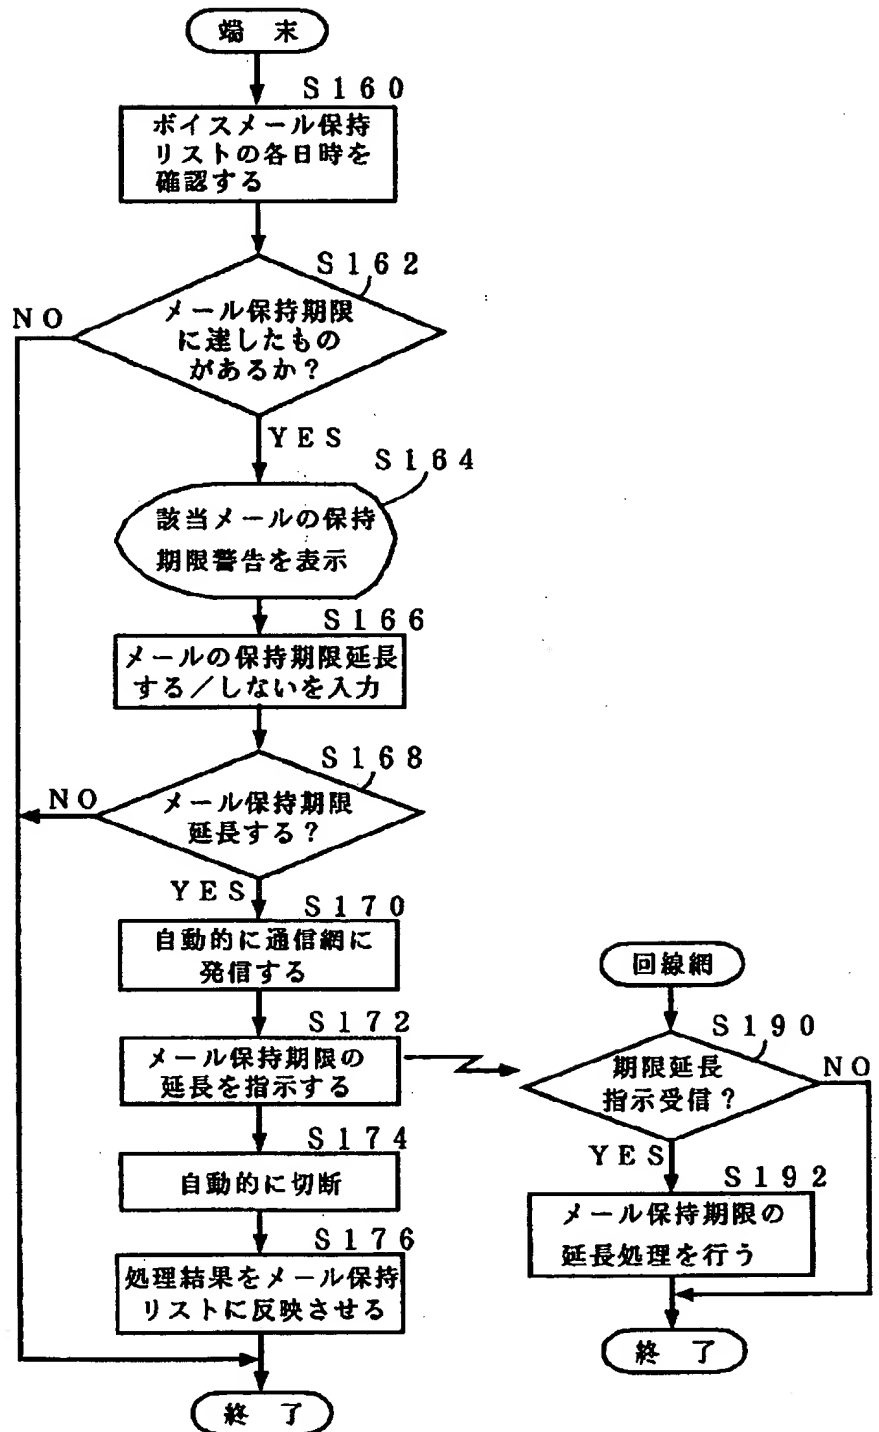 端 末
S160
ボイスメール保持
リストの各日時を
確認する
S162
メール保持期限
に達したもの
があるか？
NO
YES
S164
該当メールの保持
期限警告を表示
S166
メールの保持期限延長
する／しないを入力
S168
メール保持期限
延長する？
NO
YES
S170
自動的に通信網に
発信する
S172
メール保持期限の
延長を指示する
S174
自動的に切断
S176
処理結果をメール保持
リストに反映させる
終 了
回線網
S190
期限延長
指示受信？
NO
YES
S192
メール保持期限の
延長処理を行う
終 了